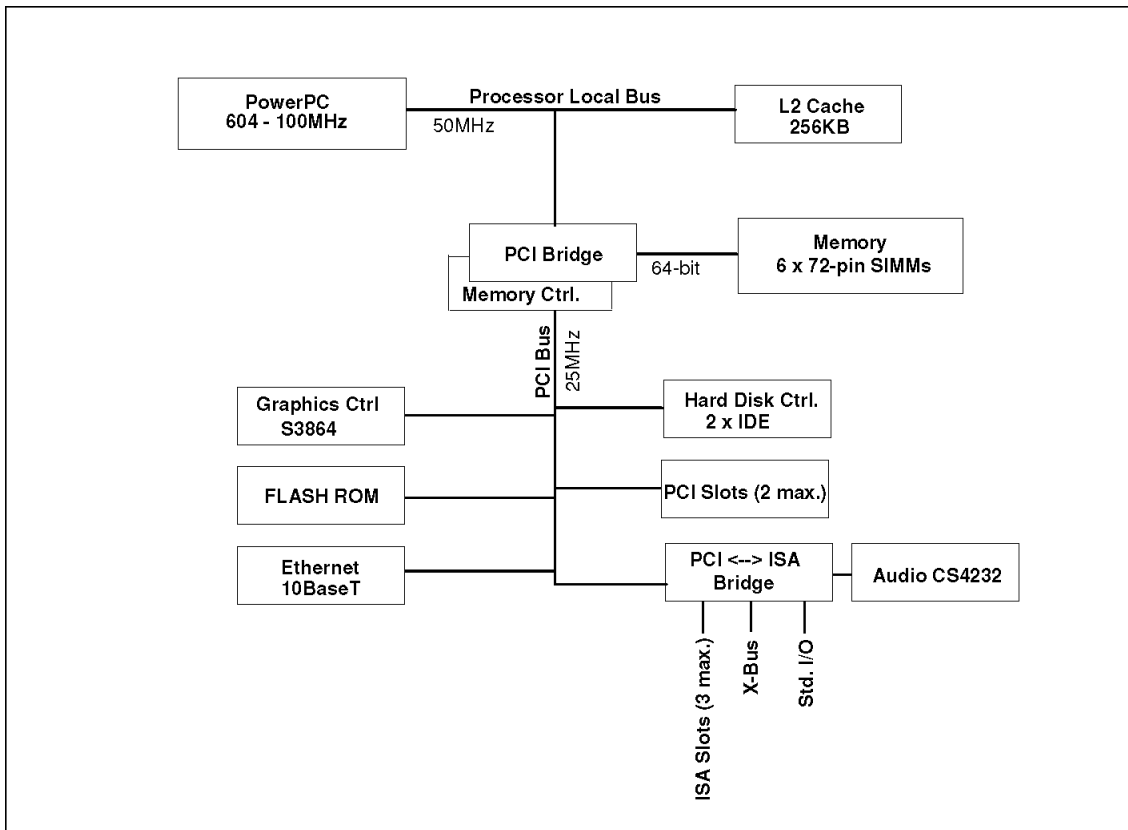 PowerPC
604 - 100MHz
Processor Local Bus
50MHz
L2 Cache
256KB
PCI Bridge
Memory Ctrl.
64-bit
Memory
6 x 72-pin SIMMs
PCI Bus
25MHz
Graphics Ctrl
S3864
Hard Disk Ctrl.
2 x IDE
FLASH ROM
PCI Slots (2 max.)
Ethernet
10BaseT
PCI <--> ISA
Bridge
Audio CS4232
ISA Slots (3 max.)
X-Bus
Std. I/O